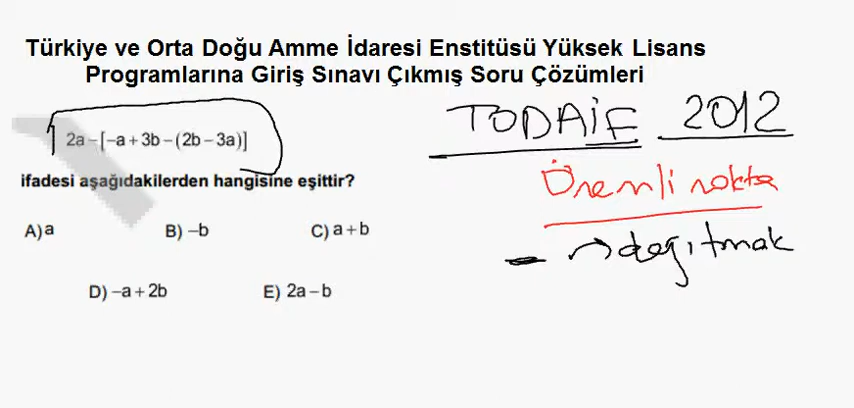 Türkiye ve Orta Doğu Amme İdaresi Enstitüsü Yüksek Lisans
Programlarına Giriş Sınavı Çıkmış Soru Çözümleri
TODAİE 2012
2a-[-a+3b-(2b-3a)]
ifadesi aşağıdakilerden hangisine eşittir?
Önemli nokta
A) a B) -b C) a+b
- → dağıtmak
D) -a+2b E) 2a-b